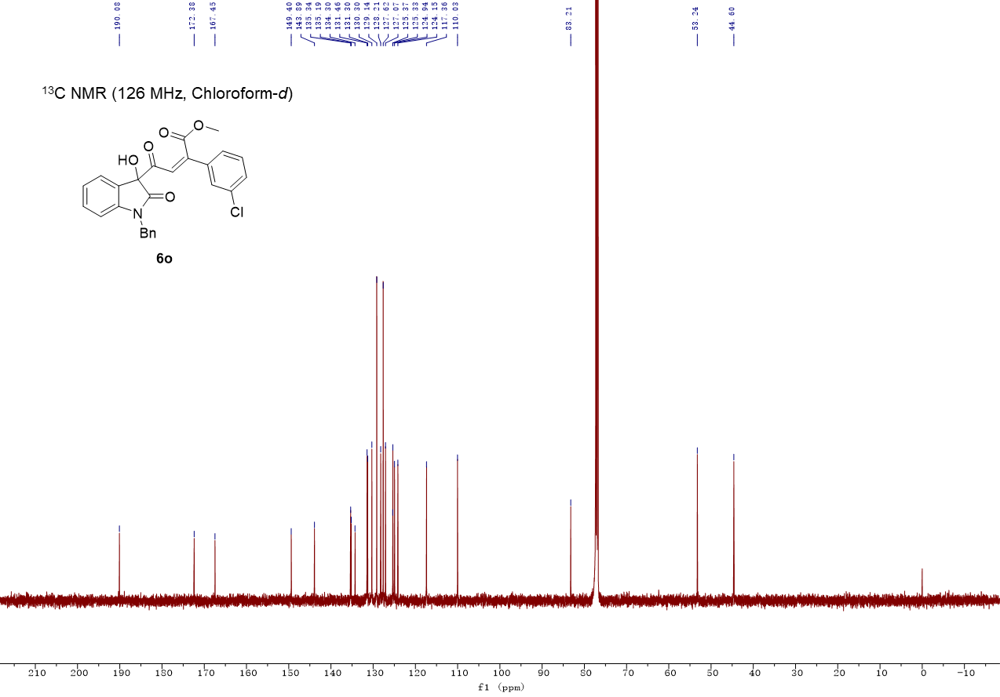 190.08
172.38
167.45
149.40
143.89
135.34
135.19
134.30
131.46
131.30
130.30
129.14
128.21
127.62
127.07
125.37
125.33
124.94
124.15
117.36
110.03
83.21
53.24
44.60
13C NMR (126 MHz, Chloroform-d)
O
O
O
HO
O
N
Cl
Bn
6o
210 200 190 180 170 160 150 140 130 120 110 100 90 80 70 60 50 40 30 20 10 0 -10
f1 (ppm)